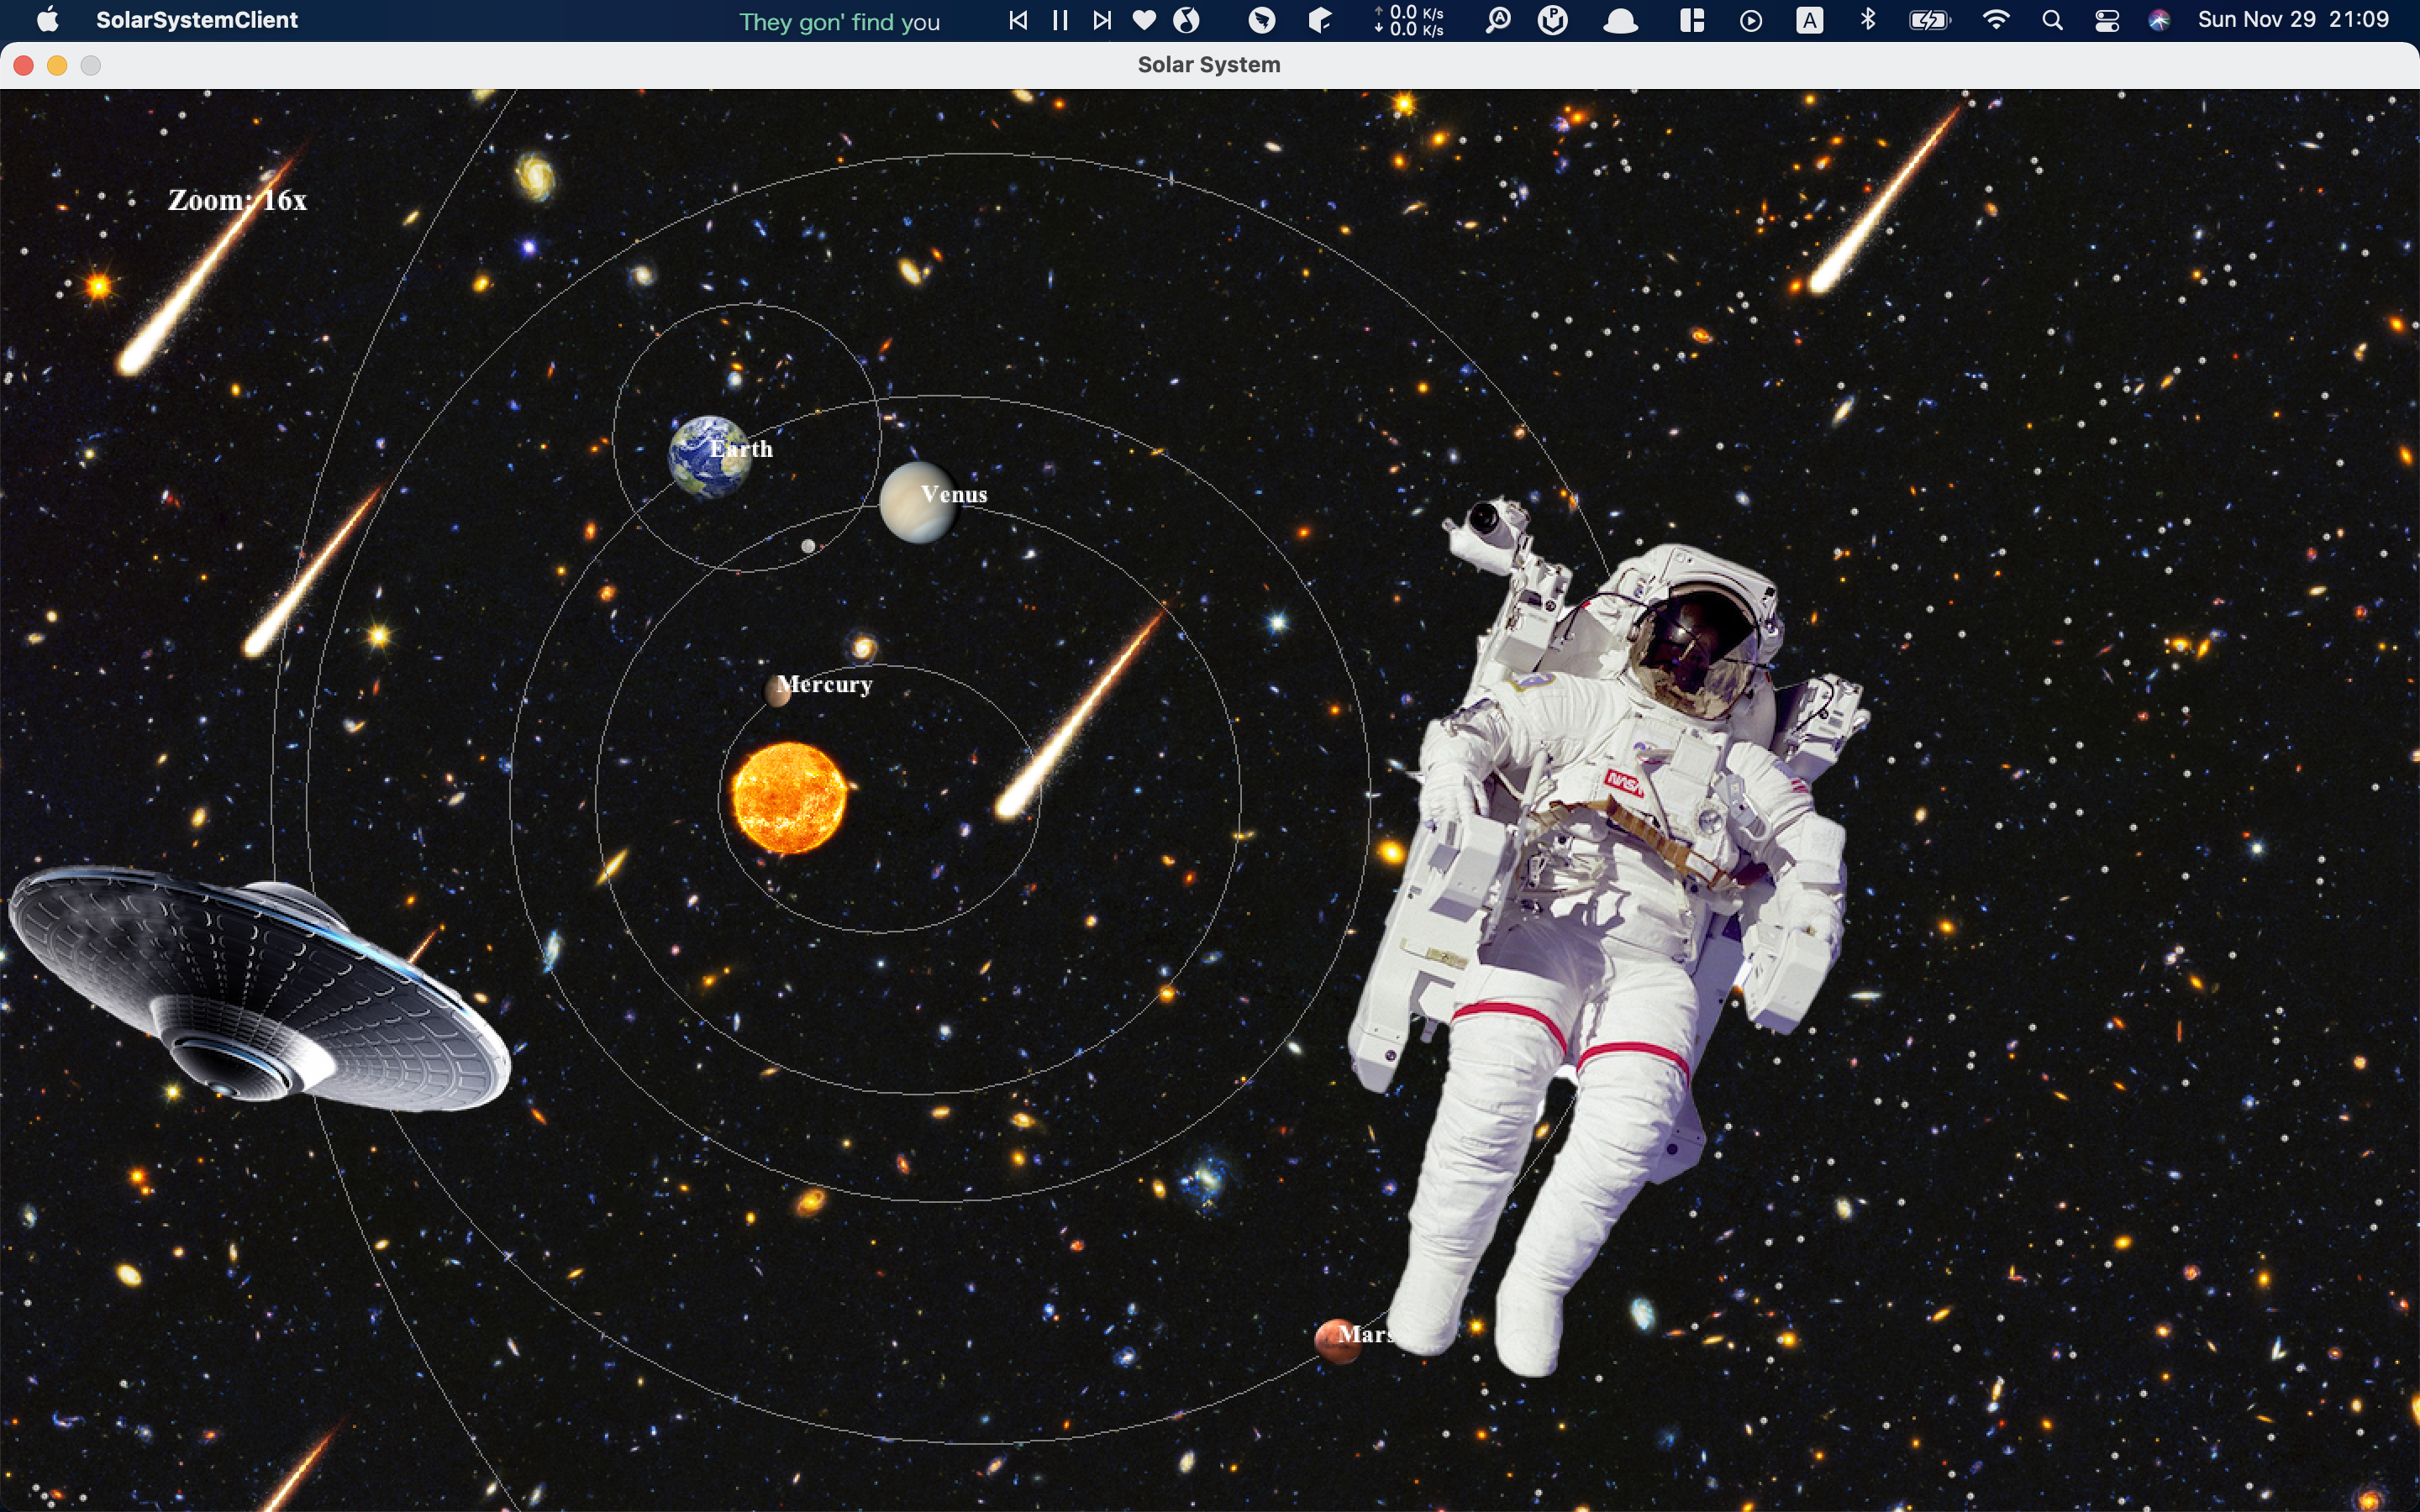 SolarSystemClient
They gon' find you
0.0 K/s
0.0 K/s
A
Sun Nov 29 21:09
Solar System
Zoom: 16x
Earth
Venus
Mercury
NASA
Mars